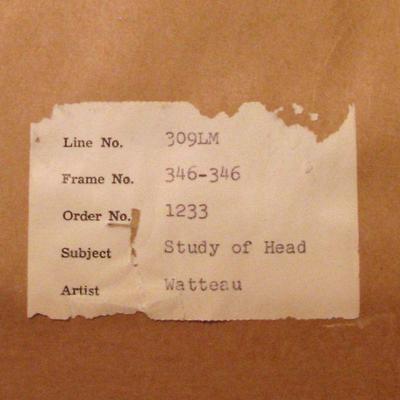 Line No. 309LM
Frame No. 346-346
Order No. 1233
Subject Study of Head
Artist Watteau